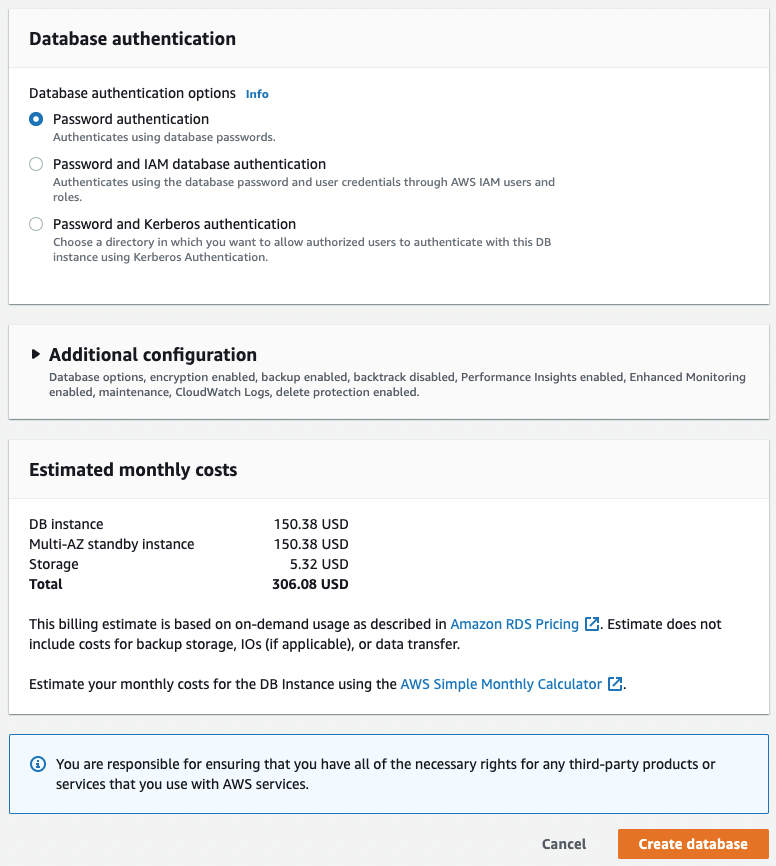 Database authentication
Database authentication options Info
Password authentication
Authenticates using database passwords.
Password and IAM database authentication
Authenticates using the database password and user credentials through AWS IAM users and
roles.
Password and Kerberos authentication
Choose a directory in which you want to allow authorized users to authenticate with this DB
instance using Kerberos Authentication.
Additional configuration
Database options, encryption enabled, backup enabled, backtrack disabled, Performance Insights enabled, Enhanced Monitoring
enabled, maintenance, CloudWatch Logs, delete protection enabled.
Estimated monthly costs
DB instance 150.38 USD
Multi-AZ standby instance 150.38 USD
Storage 5.32 USD
Total 306.08 USD
This billing estimate is based on on-demand usage as described in Amazon RDS Pricing. Estimate does not
include costs for backup storage, IOs (if applicable), or data transfer.
Estimate your monthly costs for the DB Instance using the AWS Simple Monthly Calculator.
You are responsible for ensuring that you have all of the necessary rights for any third-party products or
services that you use with AWS services.
Cancel Create database